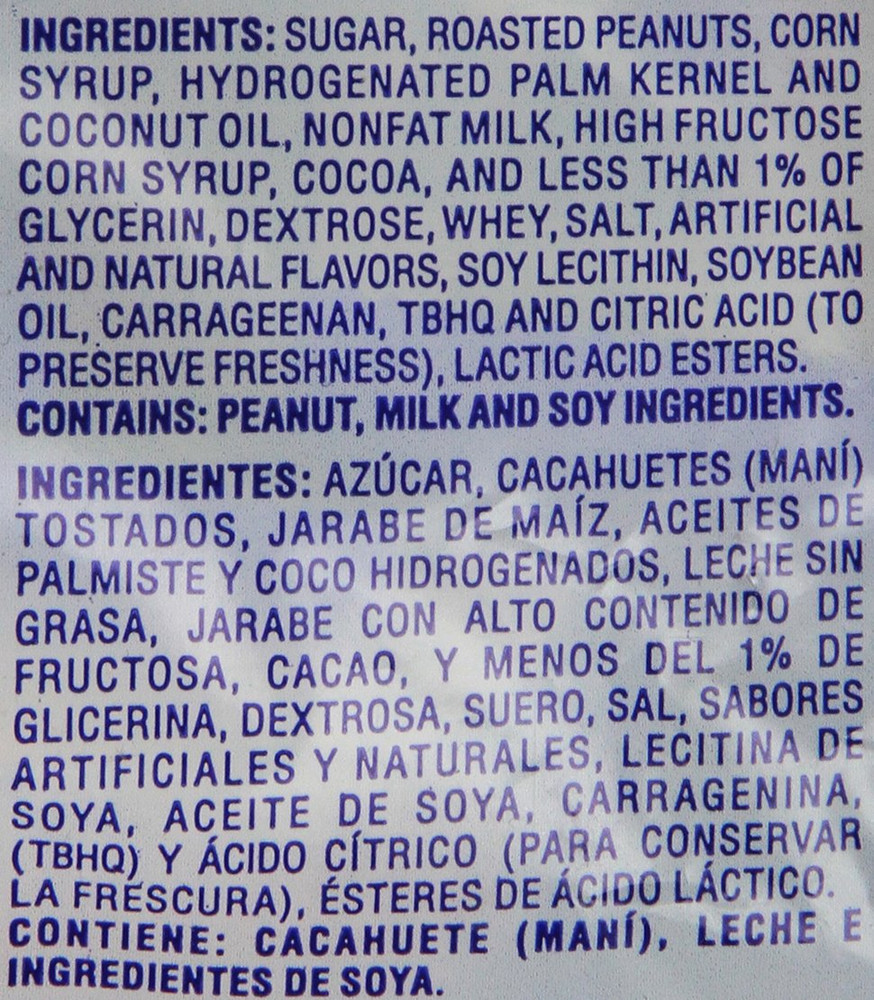 INGREDIENTS: SUGAR, ROASTED PEANUTS, CORN
SYRUP, HYDROGENATED PALM KERNEL AND
COCONUT OIL, NONFAT MILK, HIGH FRUCTOSE
CORN SYRUP, COCOA, AND LESS THAN 1% OF
GLYCERIN, DEXTROSE, WHEY, SALT, ARTIFICIAL
AND NATURAL FLAVORS, SOY LECITHIN, SOYBEAN
OIL, CARRAGEENAN, TBHQ AND CITRIC ACID (TO
PRESERVE FRESHNESS), LACTIC ACID ESTERS.
CONTAINS: PEANUT, MILK AND SOY INGREDIENTS.
INGREDIENTES: AZÚCAR, CACAHUETES (MANÍ)
TOSTADOS, JARABE DE MAÍZ, ACEITES DE
PALMISTE Y COCO HIDROGENADOS, LECHE SIN
GRASA, JARABE CON ALTO CONTENIDO DE
FRUCTOSA, CACAO, Y MENOS DEL 1% DE
GLICERINA, DEXTROSA, SUERO, SAL, SABORES
ARTIFICIALES Y NATURALES, LECITINA DE
SOYA, ACEITE DE SOYA, CARRAGENINA,
(TBHQ) Y ÁCIDO CÍTRICO (PARA CONSERVAR
LA FRESCURA), ÉSTERES DE ÁCIDO LÁCTICO.
CONTIENE: CACAHUETE (MANÍ), LECHE E
INGREDIENTES DE SOYA.